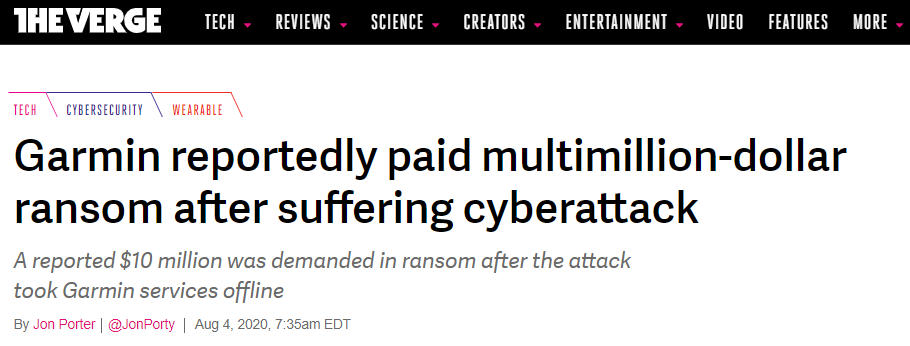 THE VERGE TECH REVIEWS SCIENCE CREATORS ENTERTAINMENT VIDEO FEATURES MORE
TECH CYBERSECURITY WEARABLE
Garmin reportedly paid multimillion-dollar
ransom after suffering cyberattack
A reported $10 million was demanded in ransom after the attack
took Garmin services offline
By Jon Porter | @JonPorty | Aug 4, 2020, 7:35am EDT